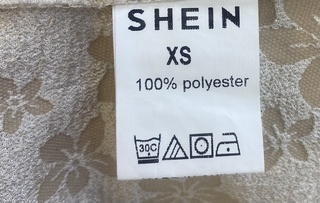 SHEIN
XS
100% polyester
30C